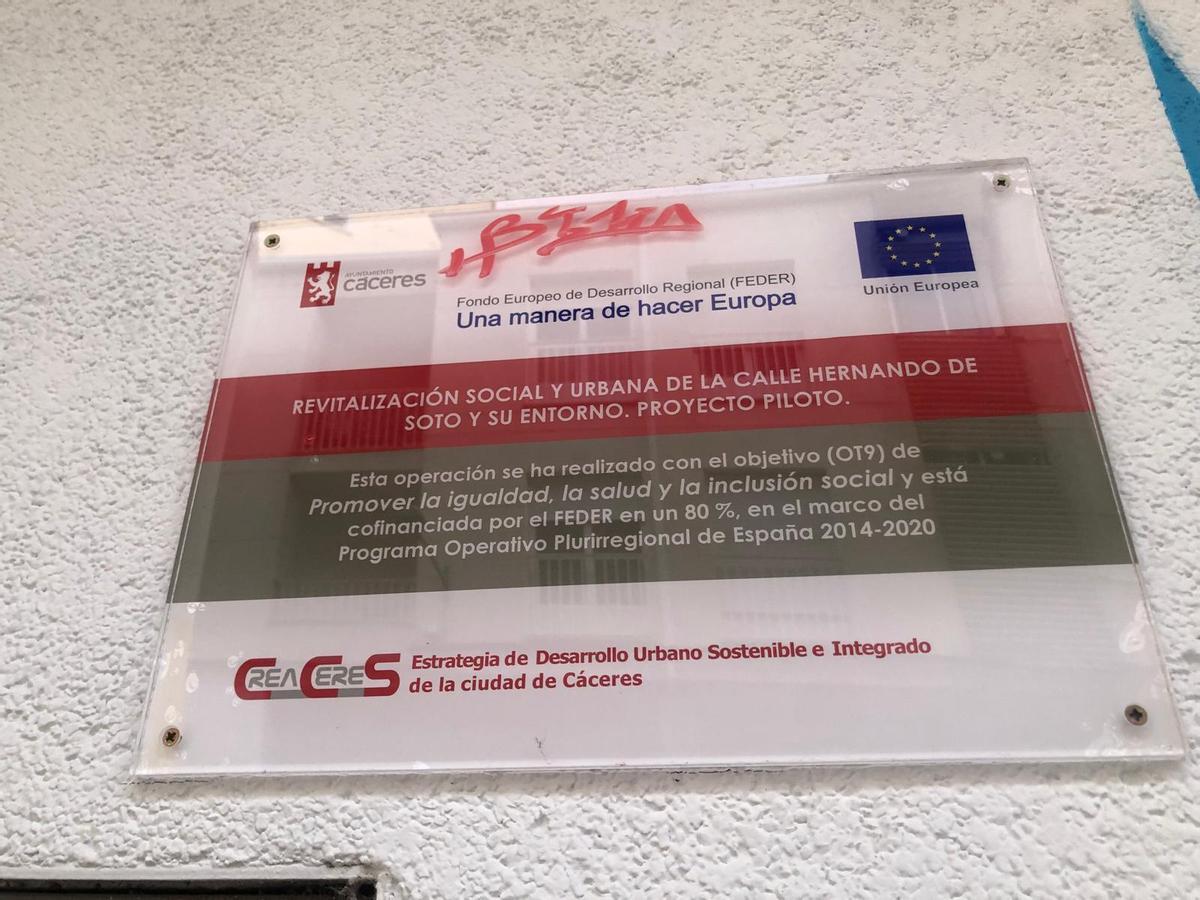 AYUNTAMIENTO
cáceres
Fondo Europeo de Desarrollo Regional (FEDER)
Una manera de hacer Europa
Unión Europea
REVITALIZACIÓN SOCIAL Y URBANA DE LA CALLE HERNANDO DE
SOTO Y SU ENTORNO. PROYECTO PILOTO.
Esta operación se ha realizado con el objetivo (OT9) de
Promover la igualdad, la salud y la inclusión social y está
cofinanciada por el FEDER en un 80 %, en el marco del
Programa Operativo Plurirregional de España 2014-2020
CREACERES
Estrategia de Desarrollo Urbano Sostenible e Integrado
de la ciudad de Cáceres